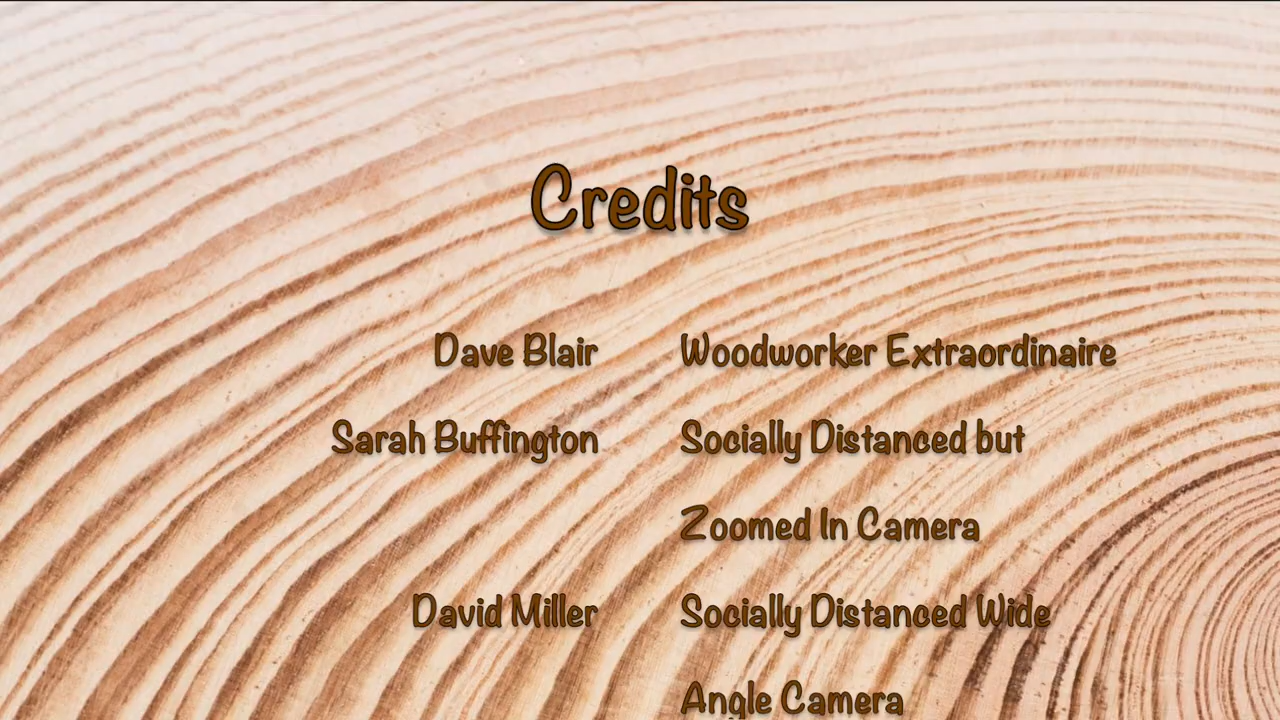 Credits
Dave Blair Woodworker Extraordinaire
Sarah Buffington Socially Distanced but
Zoomed In Camera
David Miller Socially Distanced Wide
Angle Camera